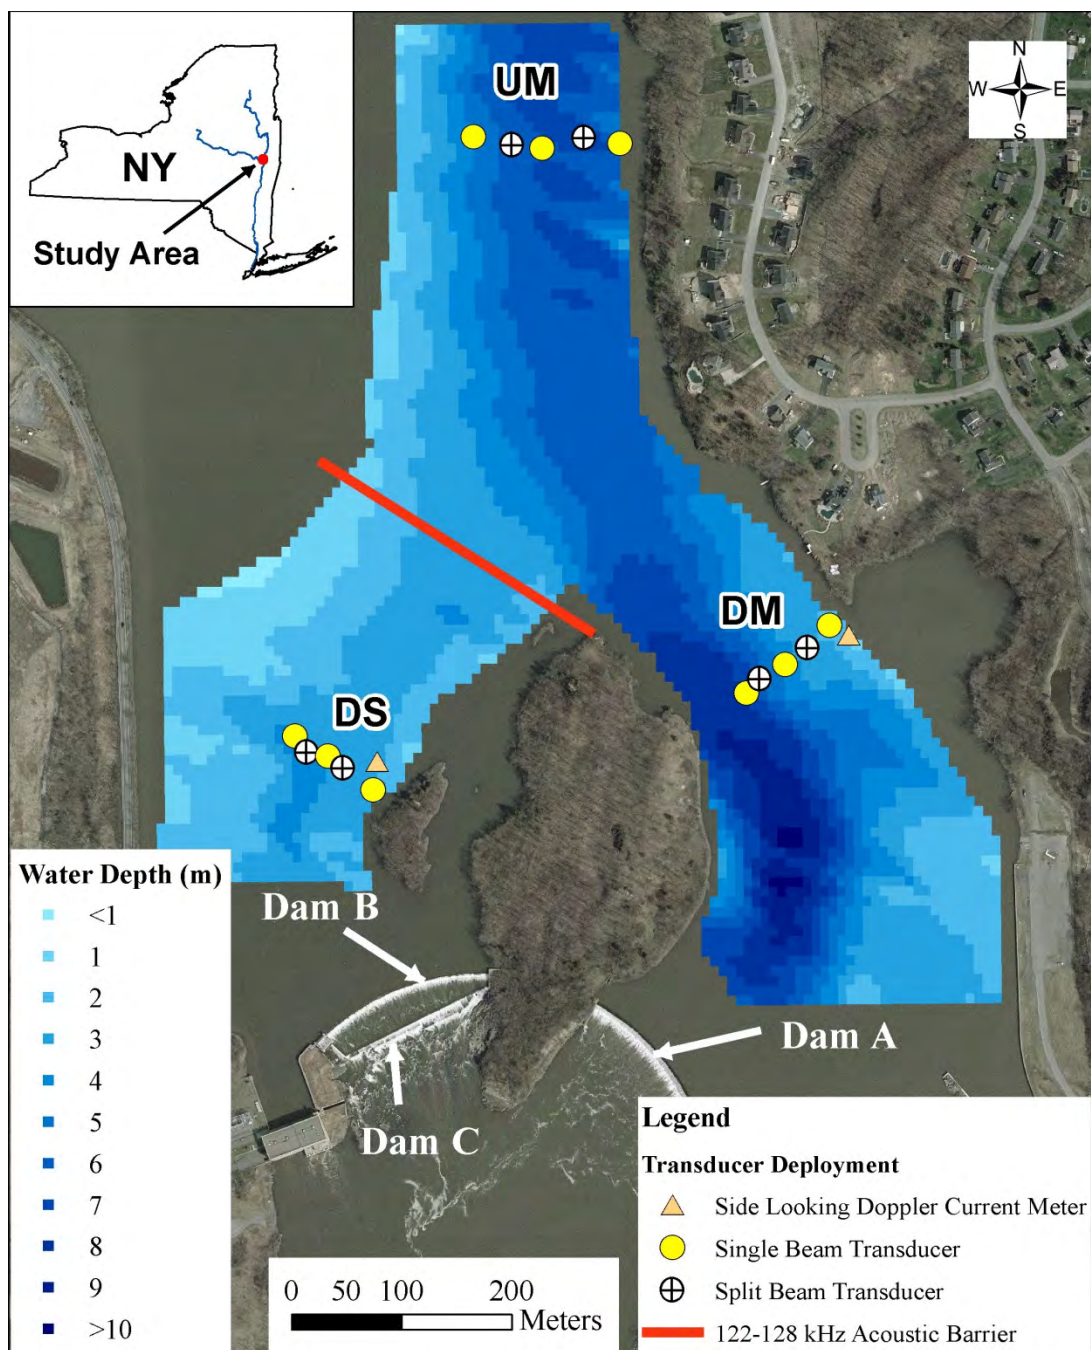 UM
N
W E
S
NY
Study Area
DM
DS
Water Depth (m)
<1
1
2
3
4
5
6
7
8
9
>10
Dam B
Dam A
Dam C
0 50 100 200
Meters
Legend
Transducer Deployment
Side Looking Doppler Current Meter
Single Beam Transducer
Split Beam Transducer
122-128 kHz Acoustic Barrier